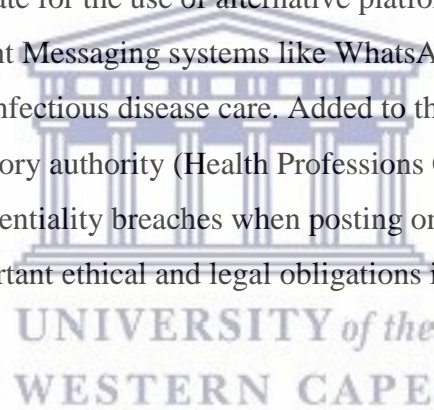 ate for the use of alternative platfor
nt Messaging systems like WhatsA
nfectious disease care. Added to th
ory authority (Health Professions
entiality breaches when posting or
rtant ethical and legal obligations i
UNIVERSITY of the
WESTERN CAPE